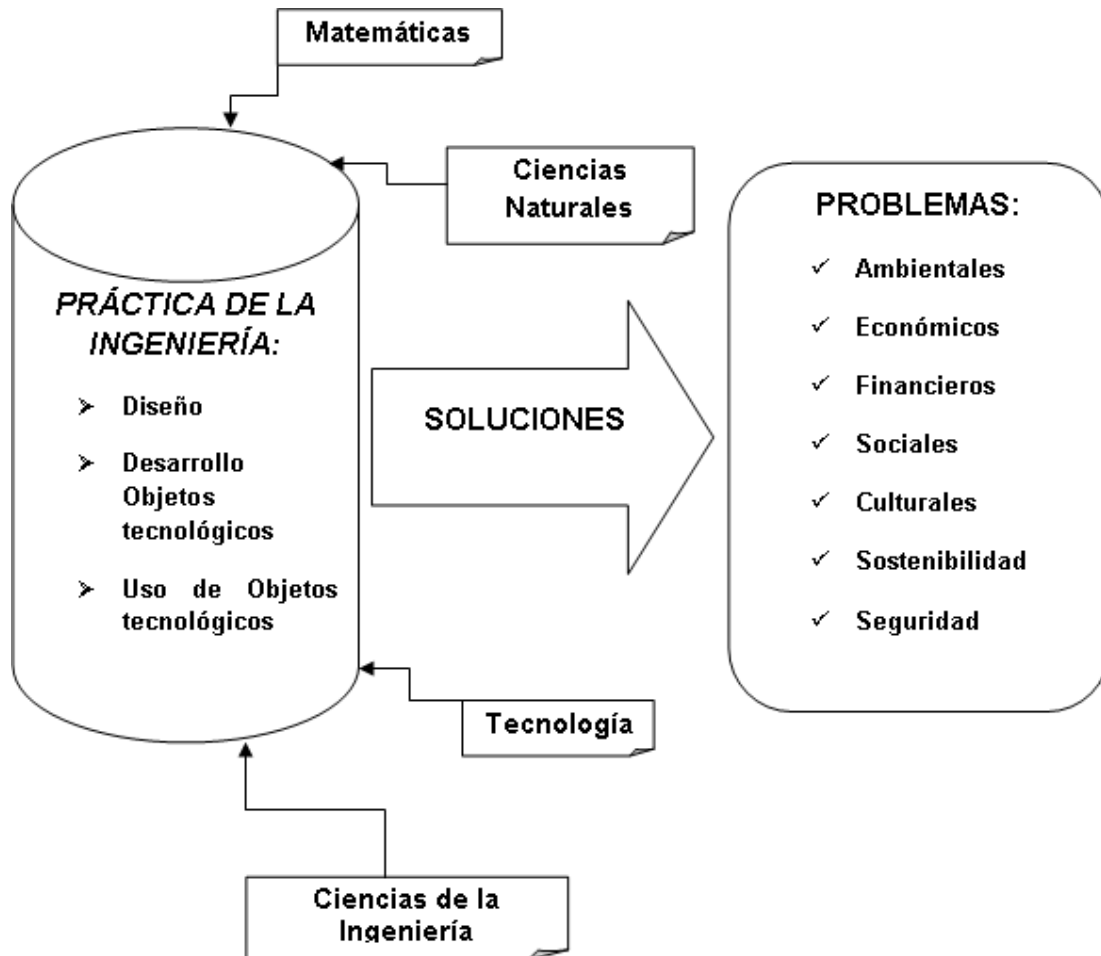 Matemáticas
Ciencias
Naturales
PRÁCTICA DE LA
INGENIERÍA:
➢ Diseño
➢ Desarrollo
Objetos
tecnológicos
➢ Uso de Objetos
tecnológicos
SOLUCIONES
PROBLEMAS:
✓ Ambientales
✓ Económicos
✓ Financieros
✓ Sociales
✓ Culturales
✓ Sostenibilidad
✓ Seguridad
Tecnología
Ciencias de la
Ingeniería